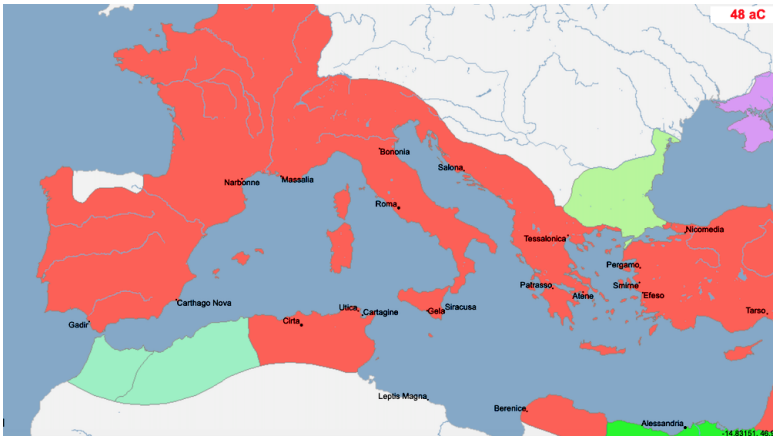 48 aC
Bononia
Salona
Narbonne
Massalia
Roma
Nicomedia
Tessalonica
Pergamo
Patrasso
Atene
Smirne
Efeso
Carthago Nova
Utica
Cartagine
Gela
Siracusa
Tarso
Gadir
Cirta
Leptis Magna
Berenice
Alessandria